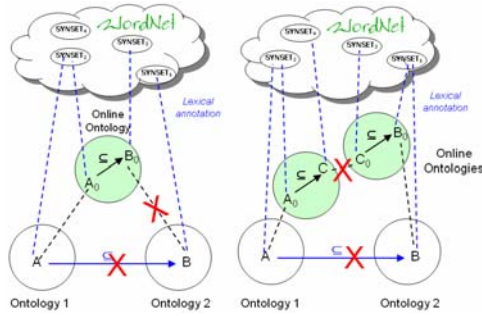 WordNet
SYNSET
SYNSET
SYNSET
SYNSET
Lexical
annotation
Online
Ontology
⊆
B₀
A₀
A
⊆
B
Ontology 1
Ontology 2
WordNet
SYNSET
SYNSET
SYNSET
SYNSET
Lexical
annotation
⊆
B₀
⊆
C
C₀
A₀
Online
Ontologies
A
⊆
B
Ontology 1
Ontology 2